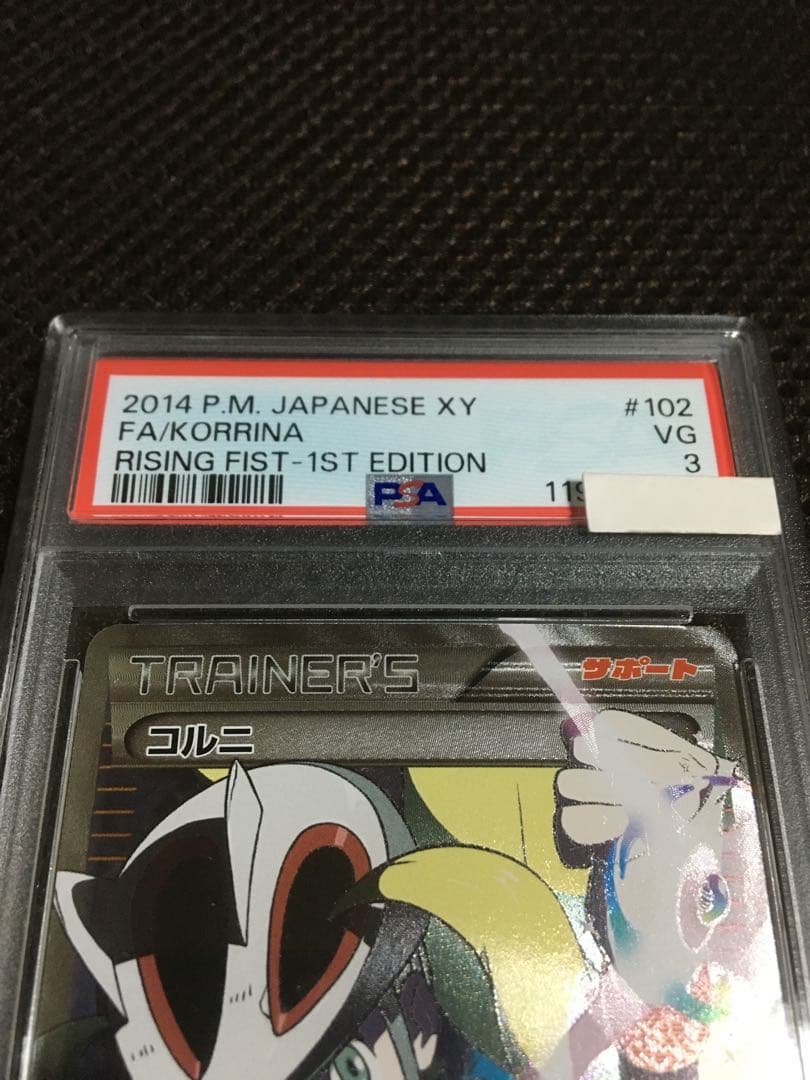 2014 P.M. JAPANESE XY #102
FA/KORRINA VG
RISING FIST-1ST EDITION 3
PSA 119
TRAINER'S サポート
コルニ